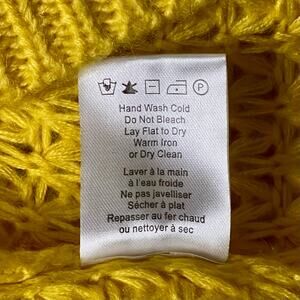 P
Hand Wash Cold
Do Not Bleach
Lay Flat to Dry
Warm Iron
or Dry Clean
Laver à la main
à l'eau froide
Ne pas javelliser
Sécher à plat
Repasser au fer chaud
ou nettoyer à sec